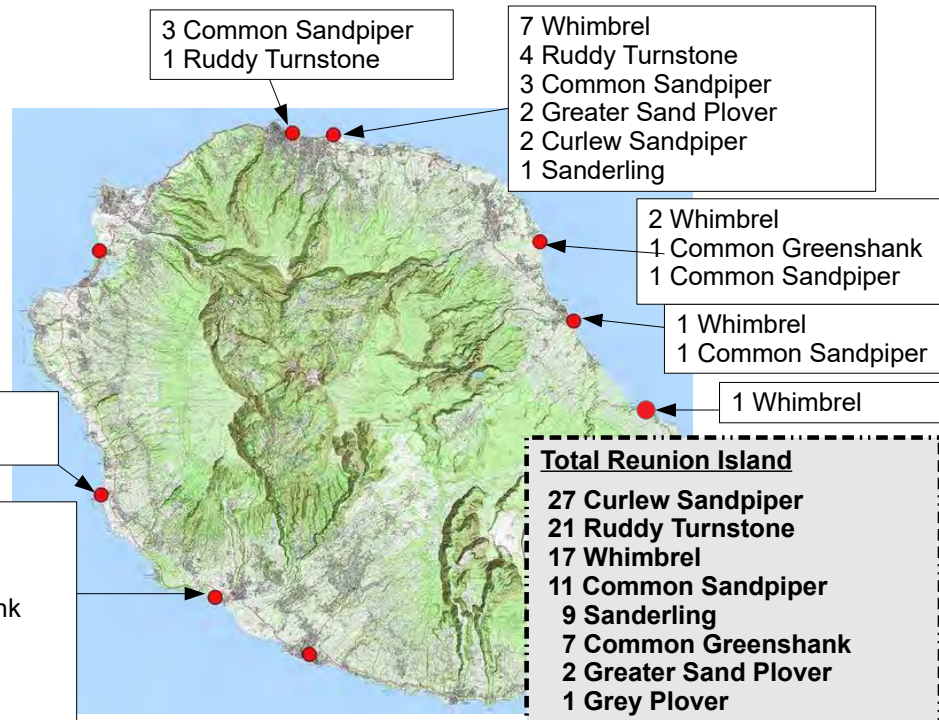 3 Common Sandpiper
1 Ruddy Turnstone
7 Whimbrel
4 Ruddy Turnstone
3 Common Sandpiper
2 Greater Sand Plover
2 Curlew Sandpiper
1 Sanderling
2 Whimbrel
1 Common Greenshank
1 Common Sandpiper
1 Whimbrel
1 Common Sandpiper
1 Whimbrel
Total Reunion Island
27 Curlew Sandpiper
21 Ruddy Turnstone
17 Whimbrel
11 Common Sandpiper
9 Sanderling
7 Common Greenshank
2 Greater Sand Plover
1 Grey Plover